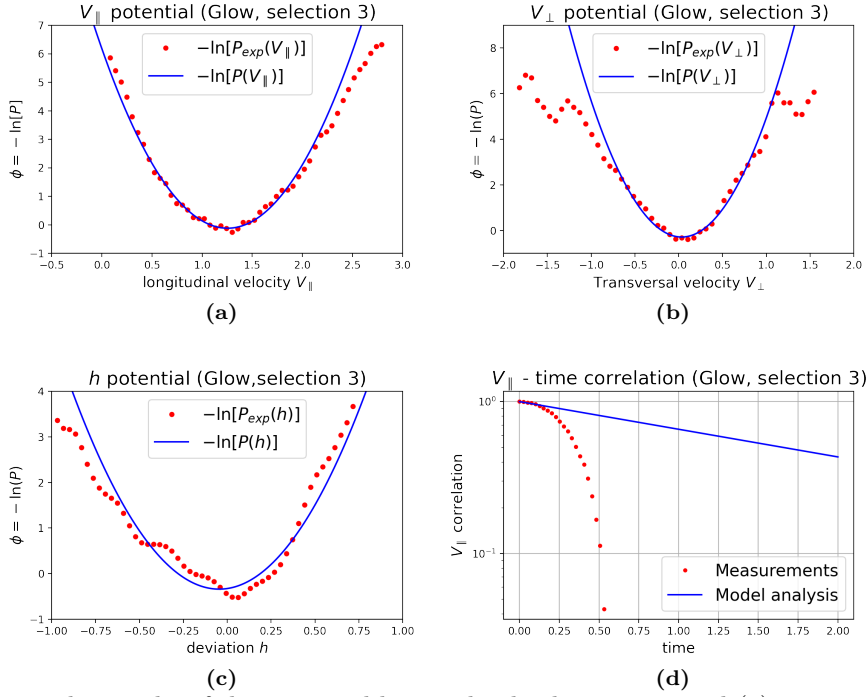 V∥ potential (Glow, selection 3)
−ln[P_exp(V∥)]
−ln[P(V∥)]
ϕ = − ln[P]
7
6
5
4
3
2
1
0
−1
−0.5 0.0 0.5 1.0 1.5 2.0 2.5 3.0
longitudinal velocity V∥
(a)
V⊥ potential (Glow, selection 3)
−ln[P_exp(V⊥)]
−ln[P(V⊥)]
ϕ = − ln(P)
8
6
4
2
0
−2.0 −1.5 −1.0 −0.5 0.0 0.5 1.0 1.5 2.0
Transversal velocity V⊥
(b)
h potential (Glow,selection 3)
−ln[P_exp(h)]
−ln[P(h)]
ϕ = − ln(P)
4
3
2
1
0
−1
−1.00 −0.75 −0.50 −0.25 0.00 0.25 0.50 0.75 1.00
deviation h
(c)
V∥ - time correlation (Glow, selection 3)
V∥ correlation
10⁰
10⁻¹
Measurements
Model analysis
0.00 0.25 0.50 0.75 1.00 1.25 1.50 1.75 2.00
time
(d)